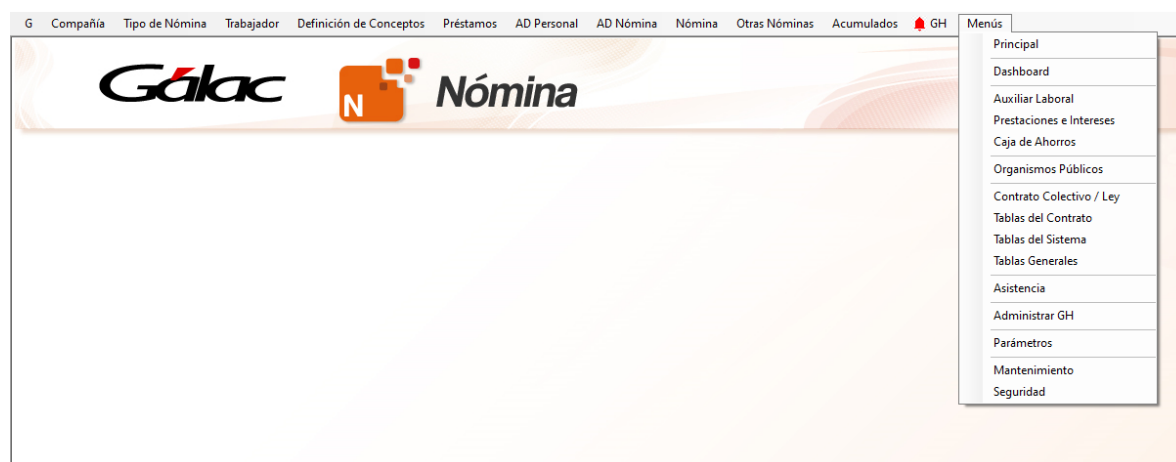 G Compañía Tipo de Nómina Trabajador Definición de Conceptos Préstamos AD Personal AD Nómina Nómina Otras Nóminas Acumulados GH Menús
Gálac N Nómina
Principal
Dashboard
Auxiliar Laboral
Prestaciones e Intereses
Caja de Ahorros
Organismos Públicos
Contrato Colectivo / Ley
Tablas del Contrato
Tablas del Sistema
Tablas Generales
Asistencia
Administrar GH
Parámetros
Mantenimiento
Seguridad